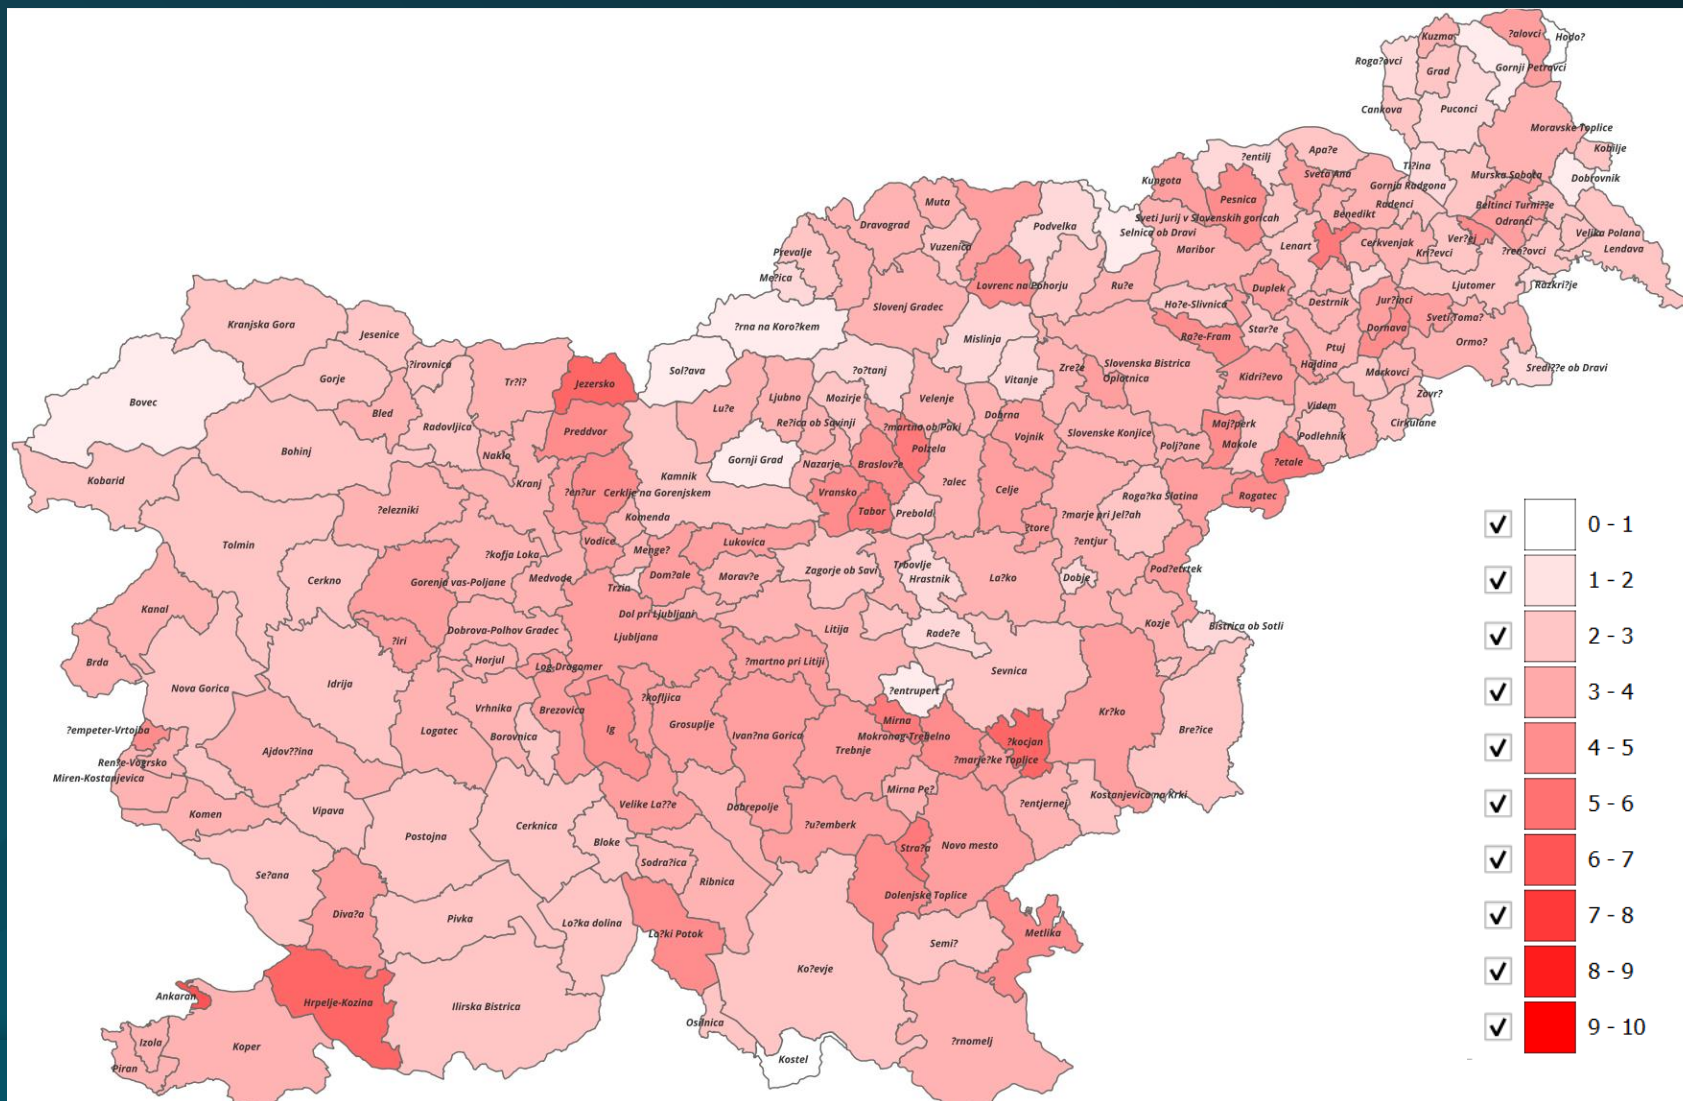 Kuzma
?alovci
Hodo?
Roga?ovci
Grad
Gornji Petrovci
Cankova
Puconci
Moravske Toplice
Kobilje
?entilj
Apa?e
Ti?ina
Murska Sobota
Dobrovnik
Kungota
Sveta Ana
Gornja Radgona
Pesnica
Radenci
Beltinci
Turni??e
Muta
Sveti Jurij v Slovenskih goricah
Benedikt
Odranci
Dravograd
Podvelka
Selnica ob Dravi
Velika Polana
Vuzenica
Maribor
Lenart
Cerkvenjak
Ver?ej
Lendava
Prevalje
Kri?evci
?ren?ovci
Me?ica
Lovrenc na Pohorju
Ru?e
Duplek
Ljutomer
Razkri?je
Slovenj Gradec
Ho?e-Slivnica
Destrnik
Jur?inci
Sveti Toma?
Kranjska Gora
?rna na Koro?kem
Star?e
Dornava
Jesenice
Mislinja
Ra?e-Fram
Ptuj
Ormo?
?irovnica
Sol?ava
?o?tanj
Zre?e
Slovenska Bistrica
Hajdina
Sredi??e ob Dravi
Gorje
Tr?i?
Jezersko
Vitanje
Oplotnica
Kidri?evo
Markovci
Bovec
Bled
Lu?e
Ljubno
Mozirje
Velenje
Zavr?
Radovljica
Preddvor
Re?ica ob Savinji
?martno ob Paki
Dobrna
Videm
Cirkulane
Bohinj
Naklo
Vojnik
Slovenske Konjice
Maj?perk
Podlehnik
Gornji Grad
Nazarje
Braslov?e
Polzela
Polj?ane
Makole
?etale
Kobarid
Kranj
Kamnik
?en?ur
Cerklje na Gorenjskem
Vransko
?alec
Celje
Roga?ka Slatina
Rogatec
?elezniki
Komenda
Tabor
Prebold
?tore
?marje pri Jel?ah
Tolmin
Vodice
Menge?
Lukovica
?entjur
?kofja Loka
Trbovlje
Pod?etrtek
Cerkno
Gorenja vas-Poljane
Medvode
Dom?ale
Morav?e
Zagorje ob Savi
Hrastnik
La?ko
Dobje
Trzin
Kanal
Dol pri Ljubljani
Dobrova-Polhov Gradec
Ljubljana
Litija
Rade?e
Kozje
Bistrica ob Sotli
?iri
Brda
Horjul
Log-Dragomer
?martno pri Litiji
Sevnica
Nova Gorica
Idrija
?entrupert
?kofljica
Vrhnika
Brezovica
Kr?ko
?empeter-Vrtojba
Logatec
Ig
Grosuplje
Mirna
Bre?ice
Borovnica
Ivan?na Gorica
Mokronog-Trebelno
?kocjan
Ajdov??ina
Trebnje
Ren?e-Vogrsko
?marje?ke Toplice
Miren-Kostanjevica
Mirna Pe?
Kostanjevica na Krki
Komen
Vipava
Velike La??e
Dobrepolje
?entjernej
Cerknica
?u?emberk
Postojna
Bloke
Stra?a
Novo mesto
Sodra?ica
Se?ana
Ribnica
Dolenjske Toplice
Diva?a
Pivka
Lo?ka dolina
Lo?ki Potok
Metlika
Semi?
Ko?evje
Ankaran
Hrpelje-Kozina
Ilirska Bistrica
Osilnica
Izola
Koper
?rnomelj
Kostel
Piran
0 - 1
1 - 2
2 - 3
3 - 4
4 - 5
5 - 6
6 - 7
7 - 8
8 - 9
9 - 10